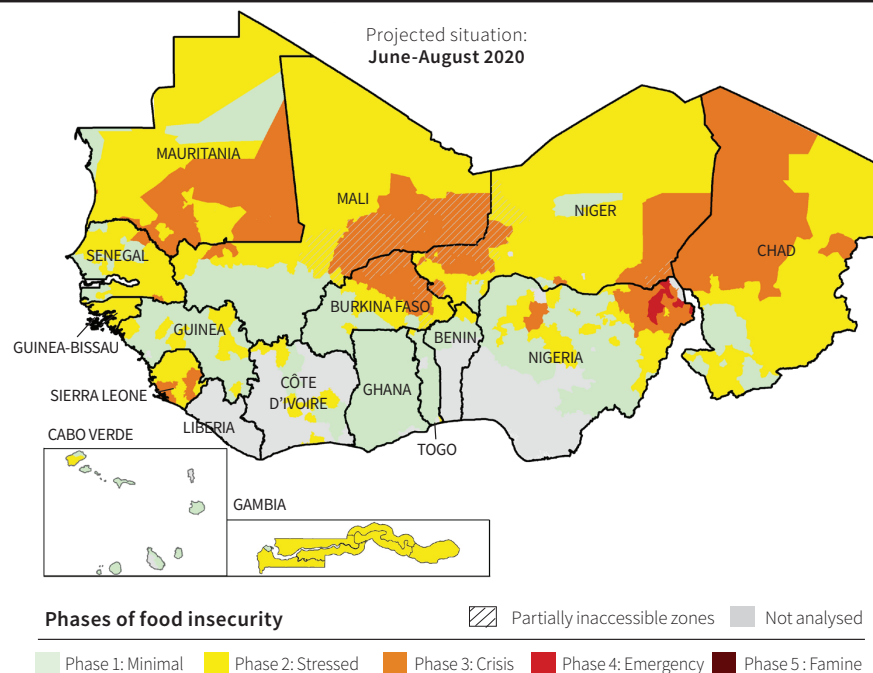 Projected situation:
June-August 2020
MAURITANIA
MALI
NIGER
CHAD
SENEGAL
BURKINA FASO
GUINEA
BENIN
GUINEA-BISSAU
NIGERIA
SIERRA LEONE
CÔTE
D'IVOIRE
GHANA
LIBERIA
TOGO
CABO VERDE
GAMBIA
Phases of food insecurity
Partially inaccessible zones
Not analysed
Phase 1: Minimal
Phase 2: Stressed
Phase 3: Crisis
Phase 4: Emergency
Phase 5 : Famine